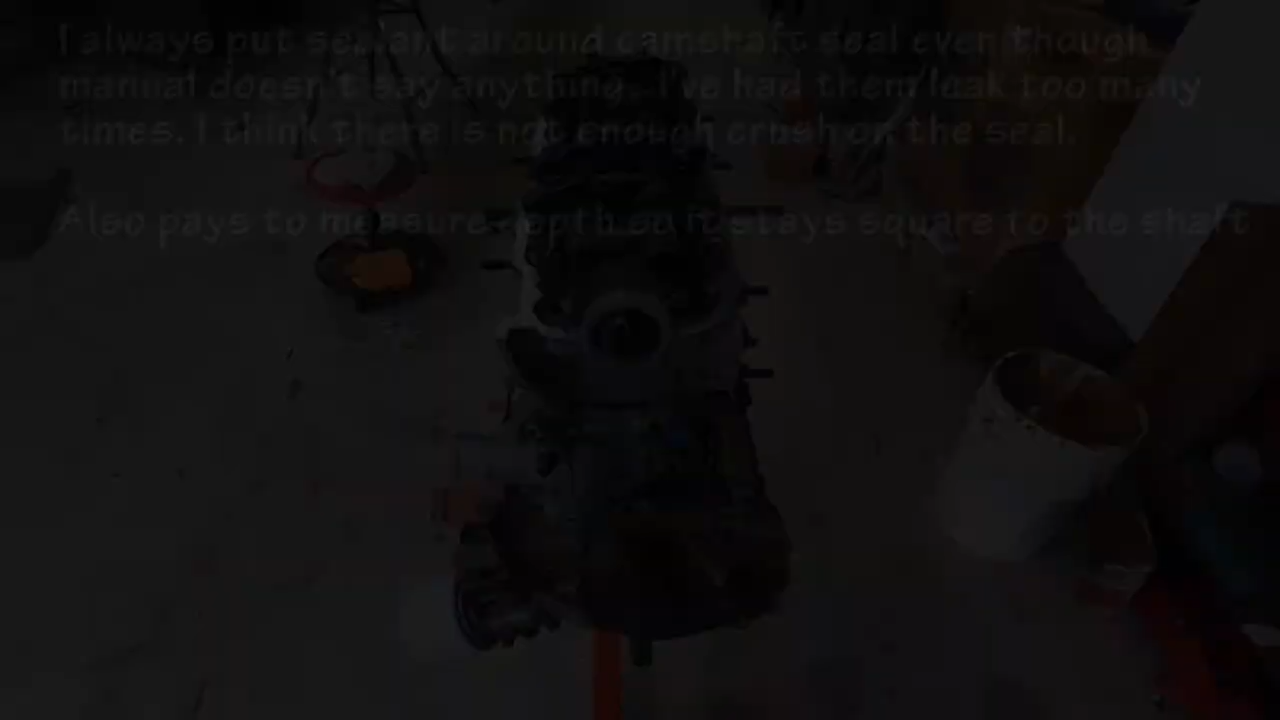 I always put sealant around camshaft seal even though
manual doesn't say anything. I've had them leak too many
times. I think there is not enough crush on the seal.
Also pays to measure depth so it stays square to the shaft